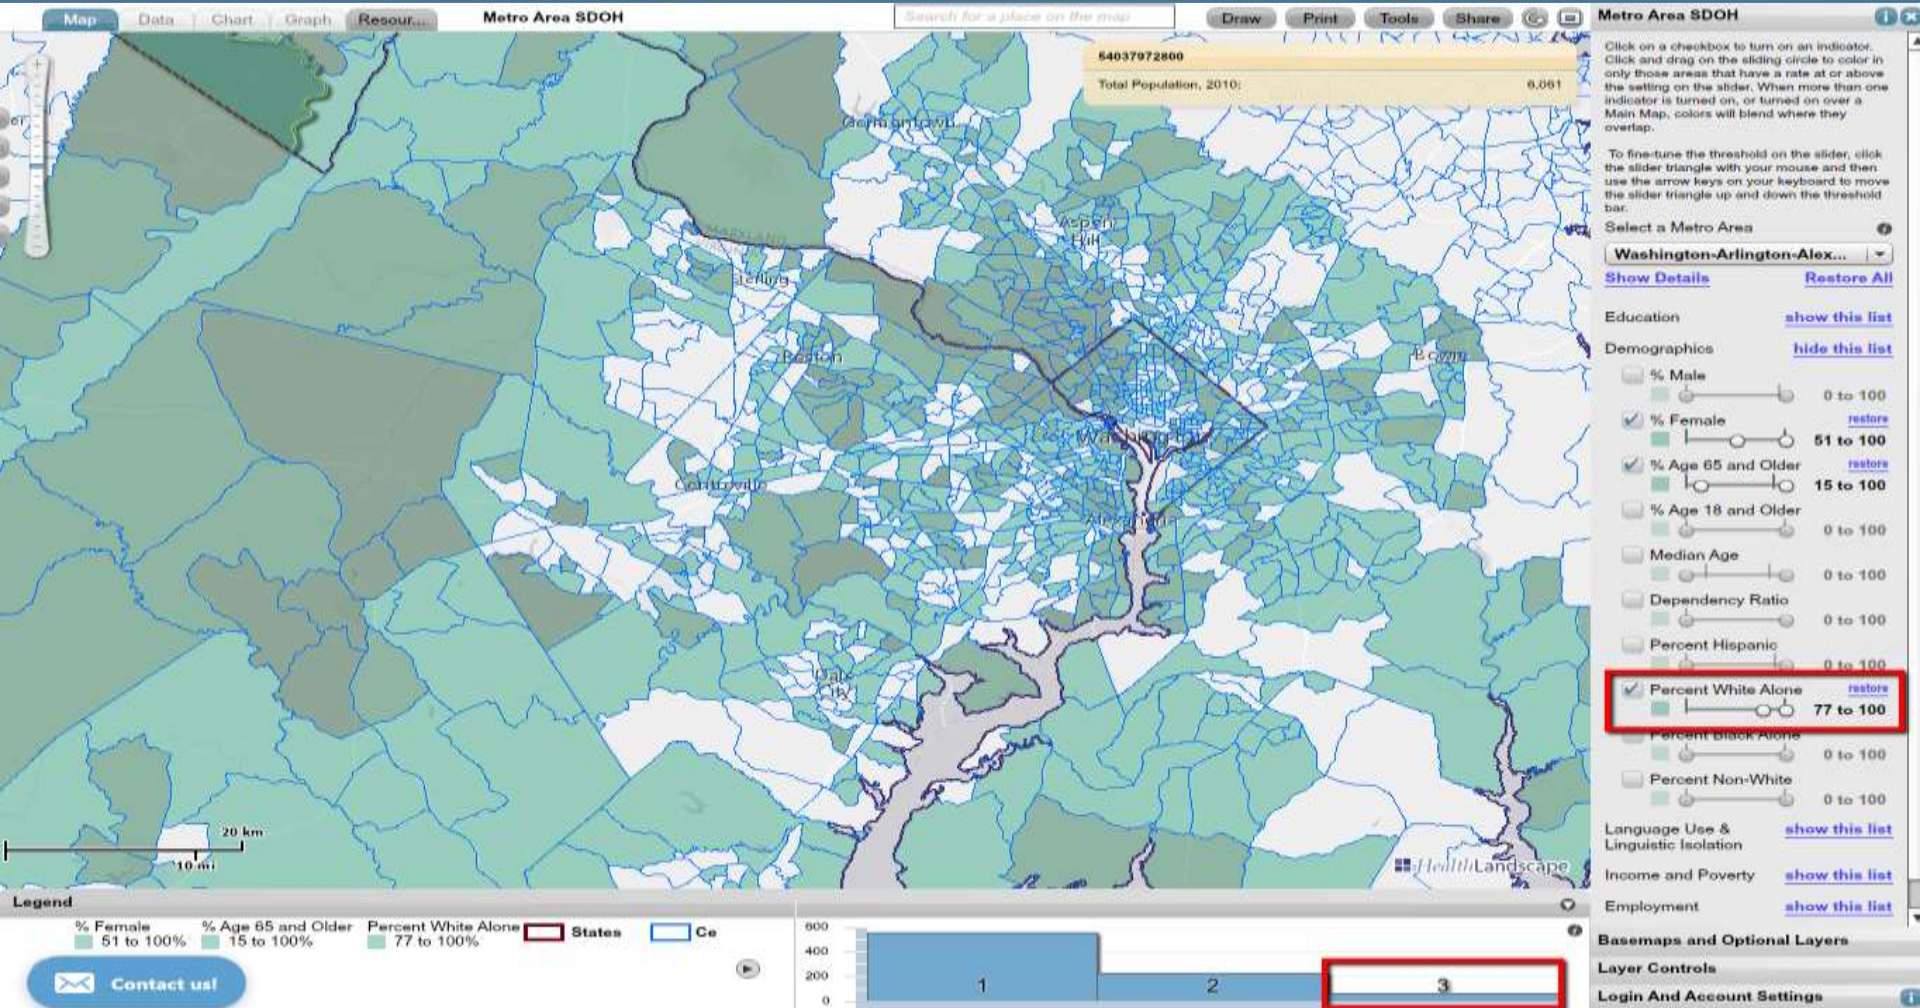 Map
Data
Chart
Graph
Resour...
Metro Area SDOH
Search for a place on the map
Draw
Print
Tools
Share
Metro Area SDOH
54037972800
Total Population, 2010: 6,061
Germantown
Aspen
Hill
MARYLAND
Sterling
Reston
Bowie
Centreville
Alexandria
Dale
City
20 km
10 mi
HealthLandscape
Click on a checkbox to turn on an indicator.
Click and drag on the sliding circle to color in
only those areas that have a rate at or above
the setting on the slider. When more than one
indicator is turned on, or turned on over a
Main Map, colors will blend where they
overlap.
To fine-tune the threshold on the slider, click
the slider triangle with your mouse and then
use the arrow keys on your keyboard to move
the slider triangle up and down the threshold
bar.
Select a Metro Area
Washington-Arlington-Alex...
Show Details Restore All
Education show this list
Demographics hide this list
% Male
0 to 100
% Female restore
51 to 100
% Age 65 and Older restore
15 to 100
% Age 18 and Older
0 to 100
Median Age
0 to 100
Dependency Ratio
0 to 100
Percent Hispanic
0 to 100
Percent White Alone restore
77 to 100
Percent Black Alone
0 to 100
Percent Non-White
0 to 100
Language Use & show this list
Linguistic Isolation
Income and Poverty show this list
Employment show this list
Basemaps and Optional Layers
Layer Controls
Login And Account Settings
Legend
% Female
51 to 100%
% Age 65 and Older
15 to 100%
Percent White Alone
77 to 100%
States
Ce
Contact us!
600
400
200
0
1
2
3